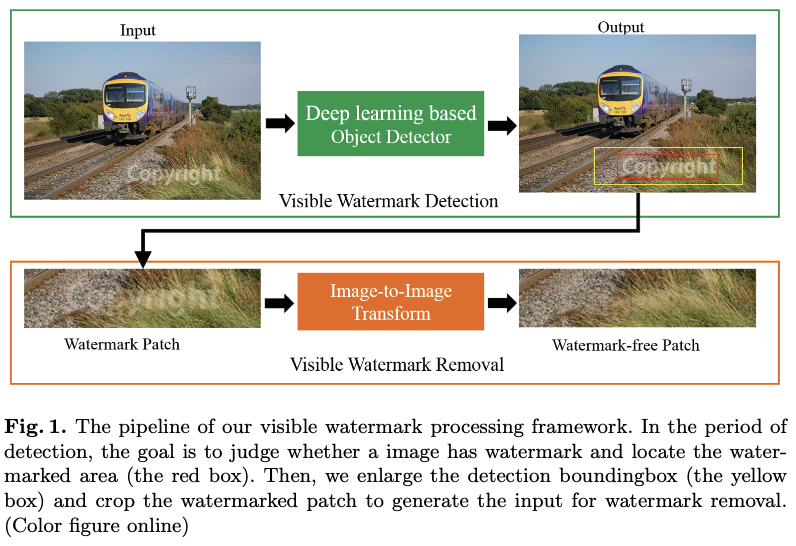 Input
Output
Deep learning based
Object Detector
Copyright
Copyright
Visible Watermark Detection
Copyright
Image-to-Image
Transform
Watermark Patch
Watermark-free Patch
Visible Watermark Removal
Fig. 1. The pipeline of our visible watermark processing framework. In the period of
detection, the goal is to judge whether a image has watermark and locate the water-
marked area (the red box). Then, we enlarge the detection boundingbox (the yellow
box) and crop the watermarked patch to generate the input for watermark removal.
(Color figure online)